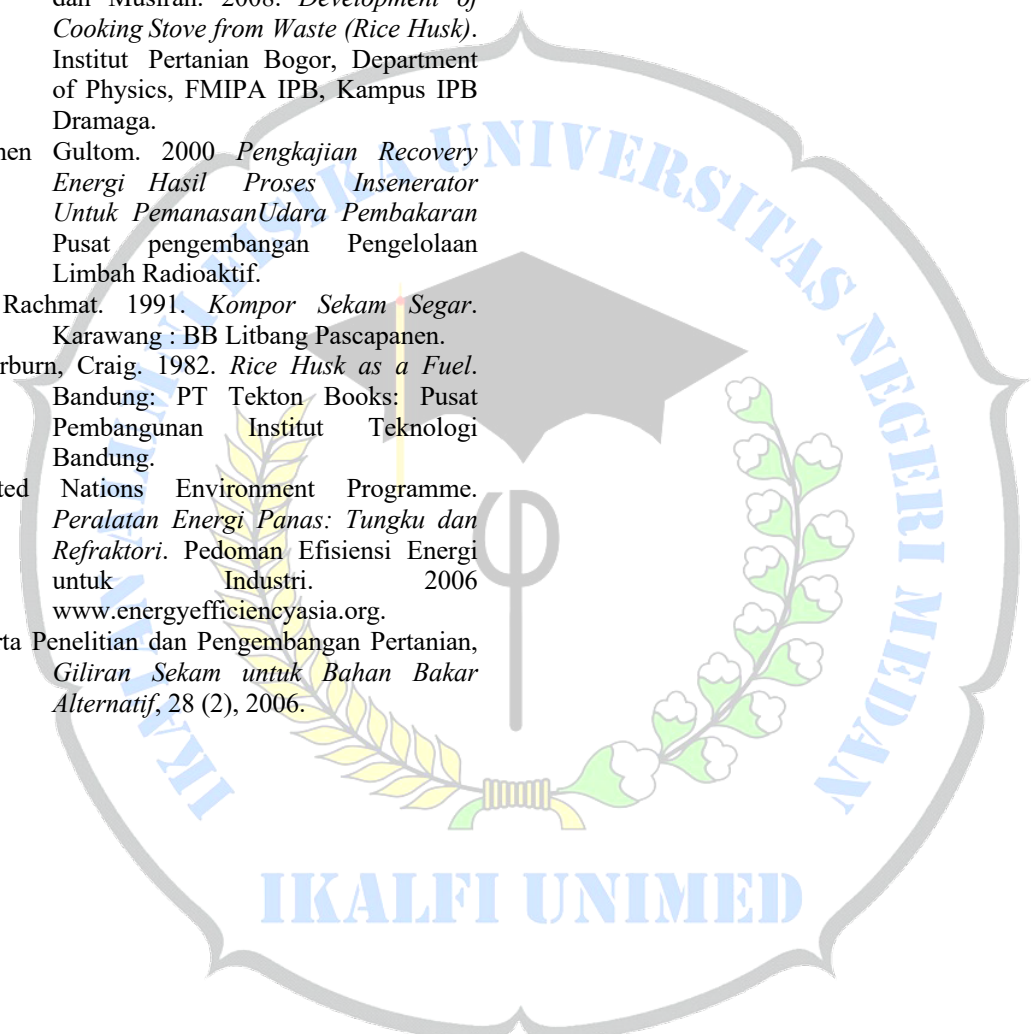 dan Musiran. 2008. Development of
Cooking Stove from Waste (Rice Husk).
Institut Pertanian Bogor, Department
of Physics, FMIPA IPB, Kampus IPB
Dramaga.
Gultom. 2000 Pengkajian Recovery
Energi Hasil Proses Insenerator
Untuk PemanasanUdara Pembakaran
Pusat pengembangan Pengelolaan
Limbah Radioaktif.
Rachmat. 1991. Kompor Sekam Segar.
Karawang : BB Litbang Pascapanen.
Craig. 1982. Rice Husk as a Fuel.
Bandung: PT Tekton Books: Pusat
Pembangunan Institut Teknologi
Bandung.
Nations Environment Programme.
Peralatan Energi Panas: Tungku dan
Refraktori. Pedoman Efisiensi Energi
untuk Industri. 2006
www.energyefficiencyasia.org.
Penelitian dan Pengembangan Pertanian,
Giliran Sekam untuk Bahan Bakar
Alternatif, 28 (2), 2006.
IKATAN ALUMNI FISIKA UNIVERSITAS NEGERI MEDAN
φ
IKALFI UNIMED